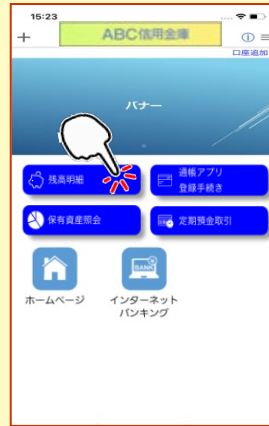 15:23
ABC信用金庫
口座追加
バナー
残高明細
通帳アプリ
登録手続き
保有資産照会
定期預金取引
BANK
ホームページ
インターネット
バンキング